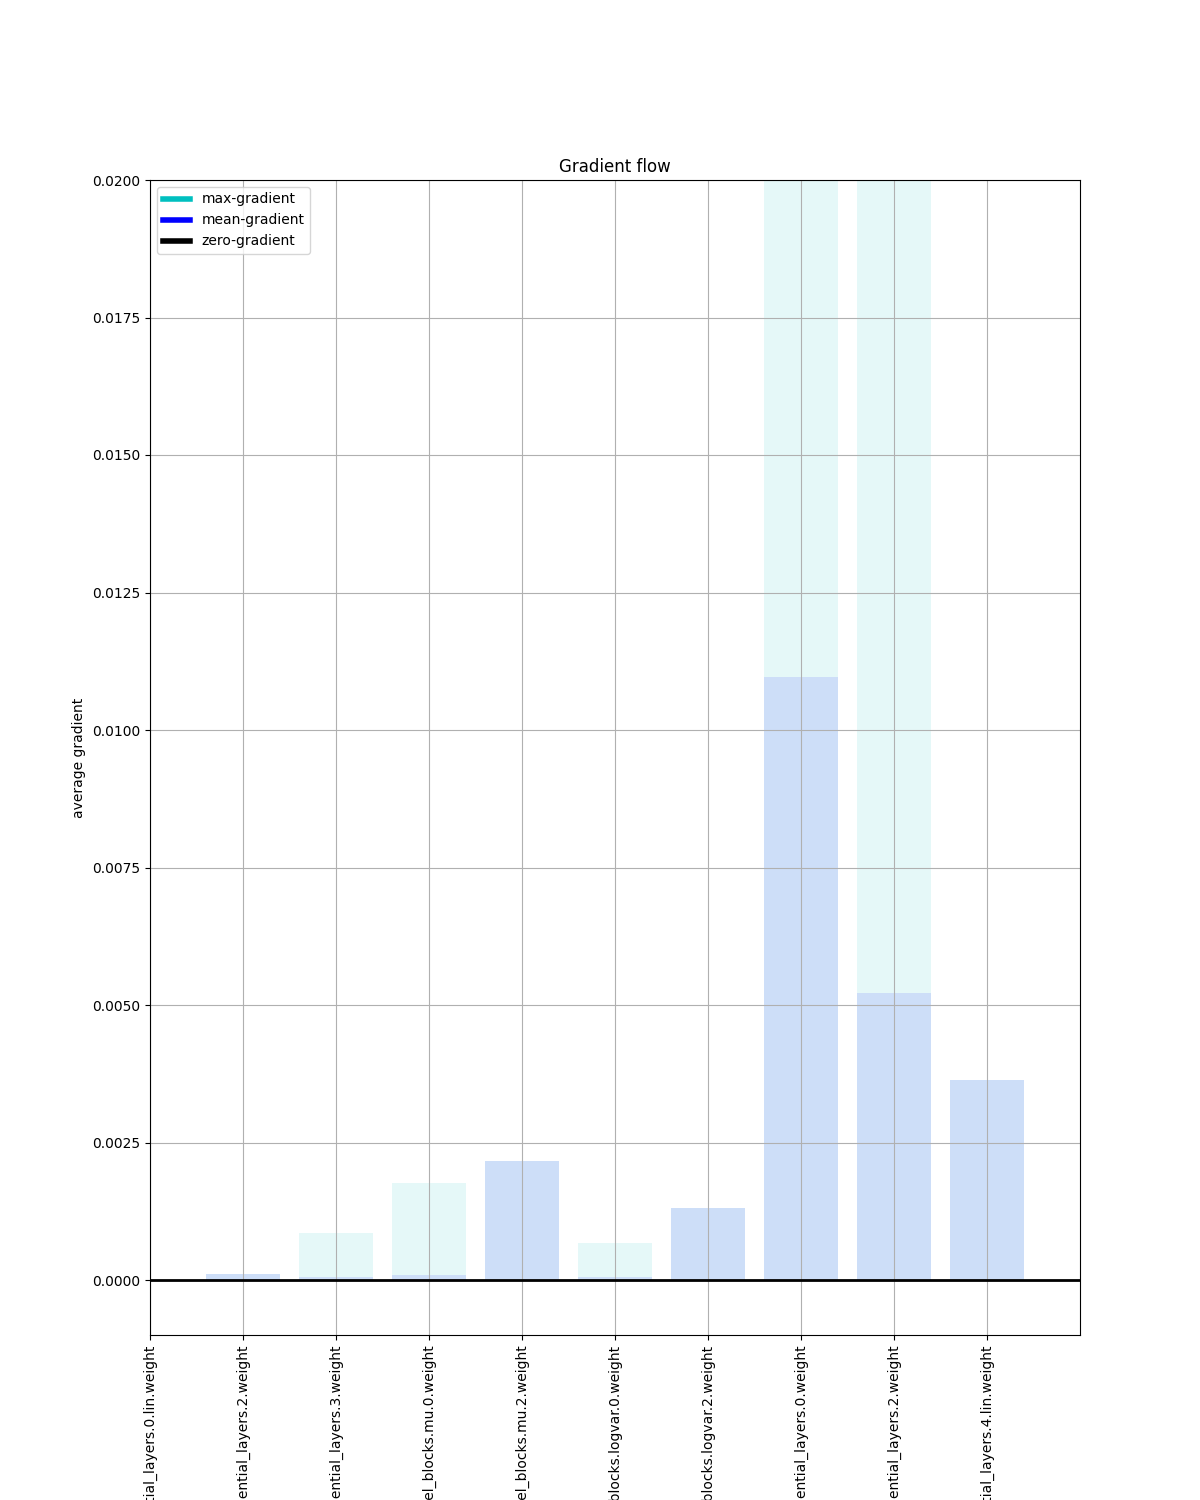 Gradient flow
max-gradient
mean-gradient
zero-gradient
0.0200
0.0175
0.0150
0.0125
0.0100
0.0075
0.0050
0.0025
0.0000
average gradient
tial_layers.0.lin.weight
ential_layers.2.weight
ential_layers.3.weight
el_blocks.mu.0.weight
el_blocks.mu.2.weight
blocks.logvar.0.weight
blocks.logvar.2.weight
ential_layers.0.weight
ential_layers.2.weight
tial_layers.4.lin.weight